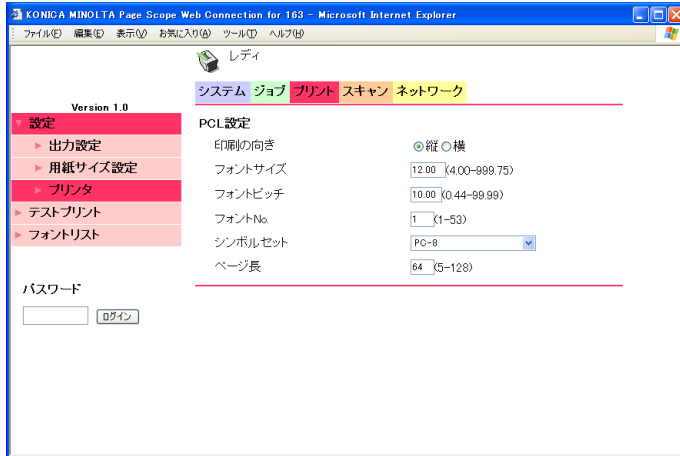 KONICA MINOLTA Page Scope Web Connection for 163 - Microsoft Internet Explorer
ファイル(F) 編集(E) 表示(V) お気に入り(A) ツール(T) ヘルプ(H)
レディ
システム ジョブ プリント スキャン ネットワーク
Version 1.0
設定
出力設定
用紙サイズ設定
プリンタ
テストプリント
フォントリスト
パスワード
ログイン
PCL設定
印刷の向き 縦 横
フォントサイズ 12.00 (4.00-999.75)
フォントピッチ 10.00 (0.44-99.99)
フォントNo. 1 (1-53)
シンボルセット PC-8
ページ長 64 (5-128)